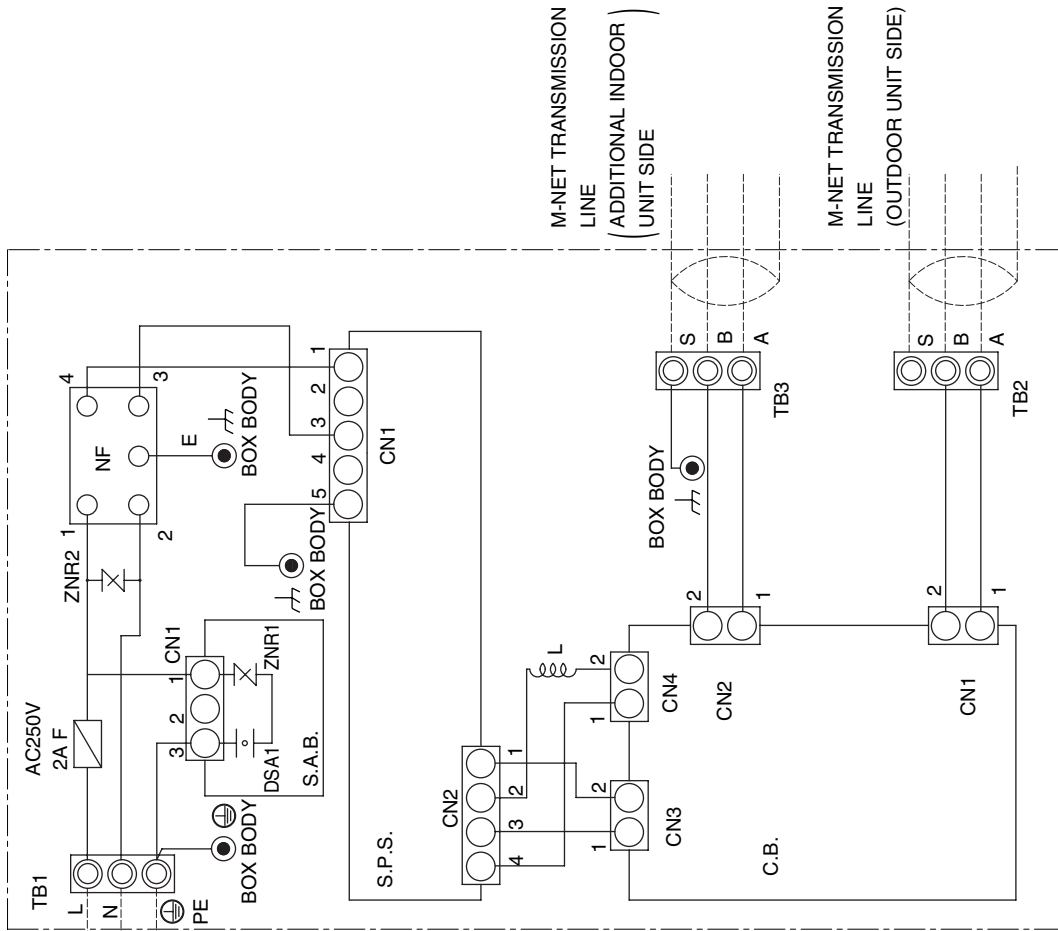 TB1
L
N
PE
AC250V
2A F
BOX BODY
ZNR2
1
2
NF
4
3
E
BOX BODY
CN1
1
2
3
ZNR1
DSA1
S.A.B.
BOX BODY
5
4
3
2
1
CN1
S.P.S.
CN2
4
3
2
1
L
1
2
CN3
1
2
CN4
C.B.
2
1
CN2
2
1
CN1
BOX BODY
S
B
A
TB3
S
B
A
TB2
M-NET TRANSMISSION
LINE
(ADDITIONAL INDOOR
UNIT SIDE)
M-NET TRANSMISSION
LINE
(OUTDOOR UNIT SIDE)